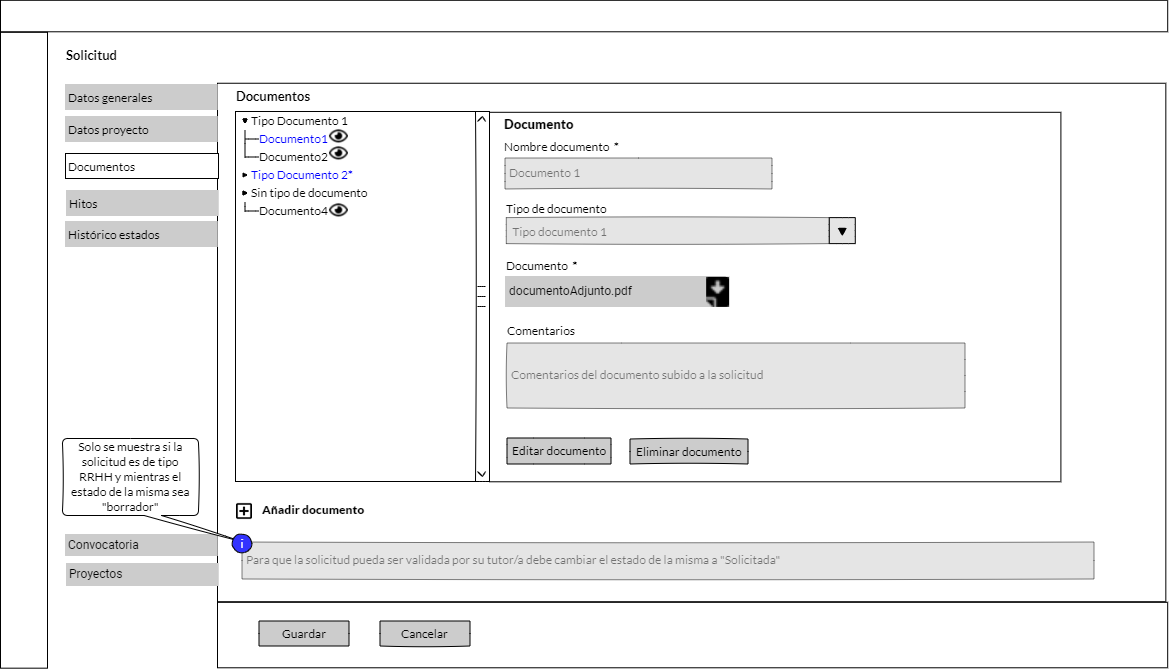 Solicitud
Datos generales
Datos proyecto
Documentos
Hitos
Histórico estados
Documentos
Tipo Documento 1
Documento1
Documento2
Tipo Documento 2*
Sin tipo de documento
Documento4
Documento
Nombre documento *
Documento 1
Tipo de documento
Tipo documento 1
Documento *
documentoAdjunto.pdf
Comentarios
Comentarios del documento subido a la solicitud
Editar documento
Eliminar documento
Solo se muestra si la
solicitud es de tipo
RRHH y mientras el
estado de la misma sea
"borrador"
Añadir documento
Convocatoria
Proyectos
i
Para que la solicitud pueda ser validada por su tutor/a debe cambiar el estado de la misma a "Solicitada"
Guardar
Cancelar